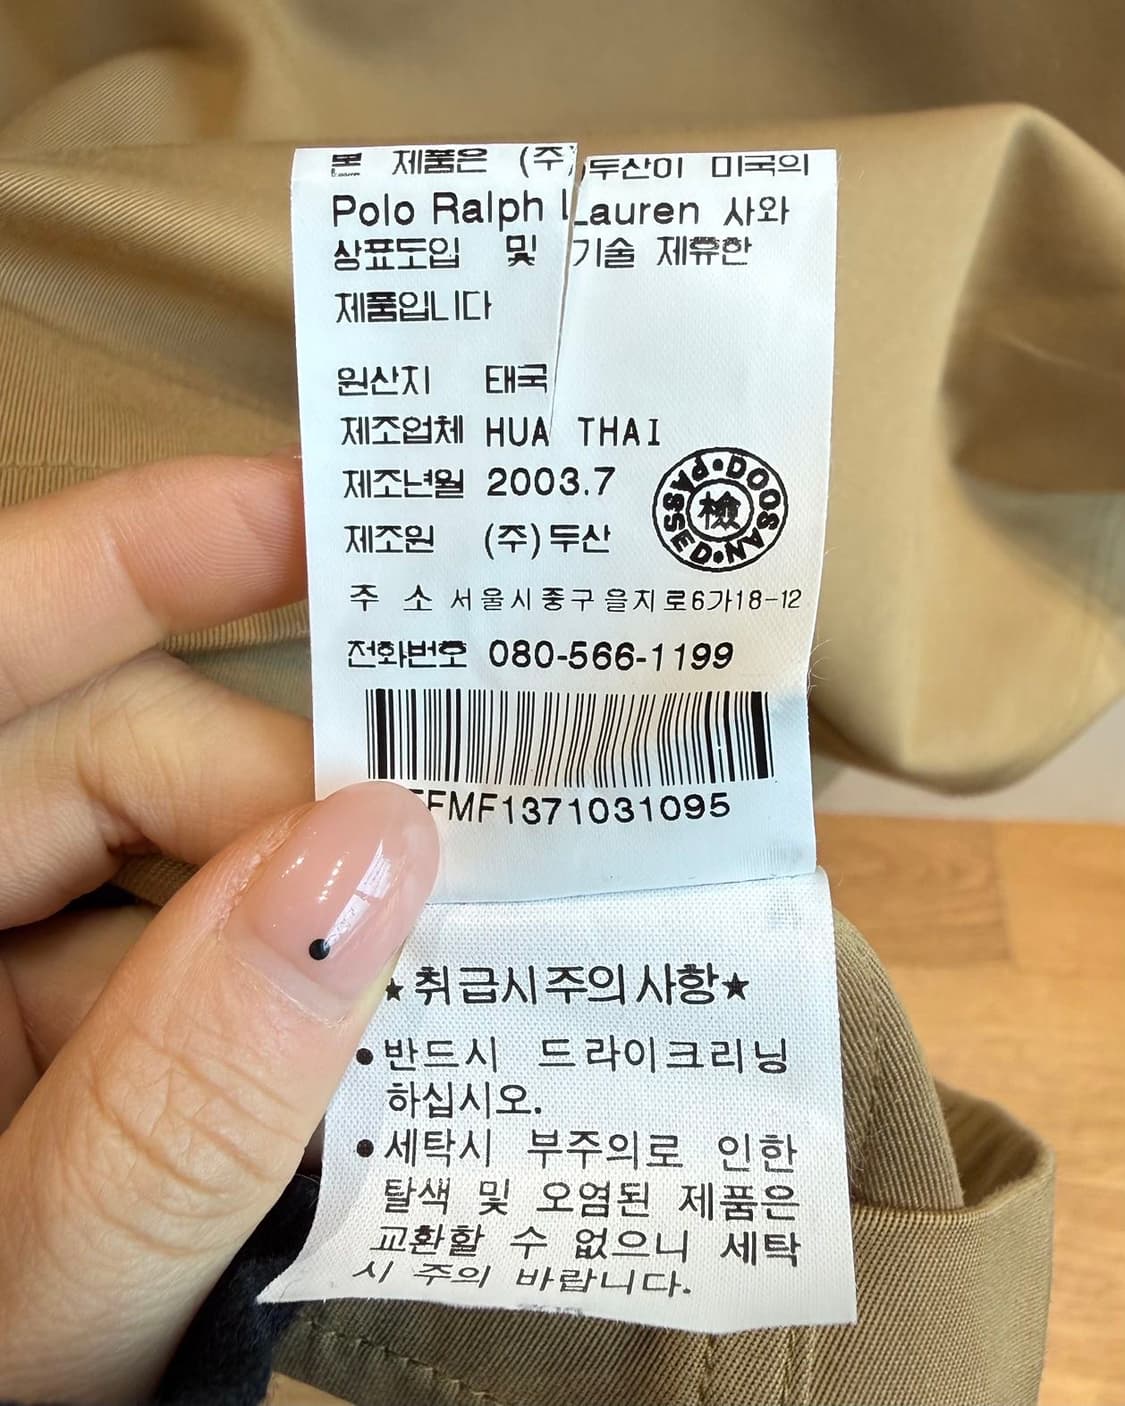 본 제품은 (주)두산이 미국의
Polo Ralph Lauren 사와
상표도입 및 기술 제휴한
제품입니다
원산지 태국
제조업체 HUA THAI
제조년월 2003.7
제조원 (주)두산
DOOSAN PASSED
檢
주 소 서울시중구 을지로6가18-12
전화번호 080-566-1199
FMF1371031095
★취급시주의사항★
●반드시 드라이크리닝
하십시오.
●세탁시 부주의로 인한
탈색 및 오염된 제품은
교환할 수 없으니 세탁
시 주의 바랍니다.